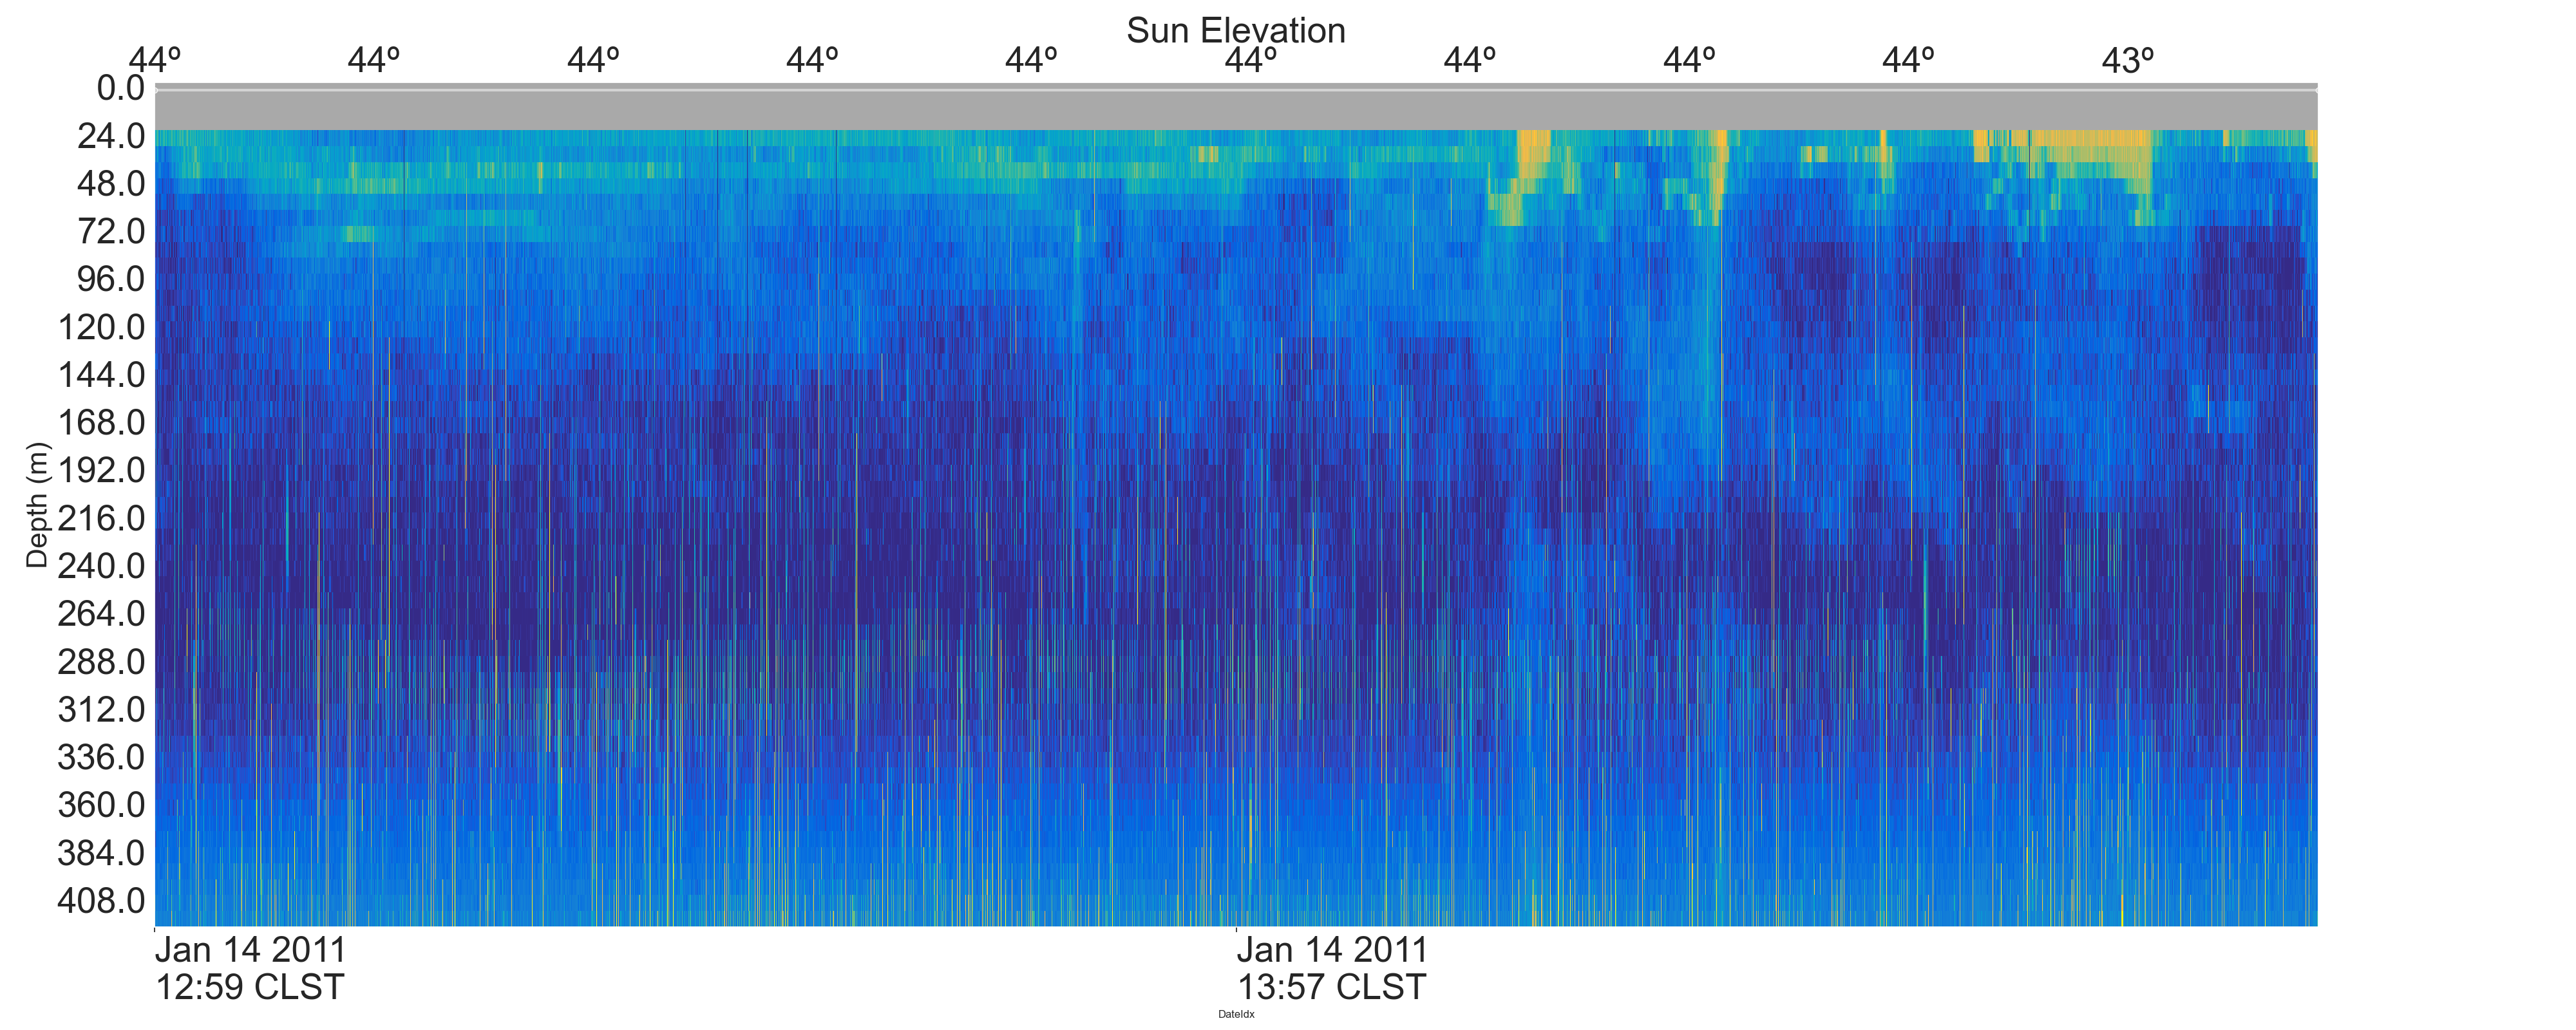 Sun Elevation
44º 44º 44º 44º 44º 44º 44º 44º 44º 43º
0.0
24.0
48.0
72.0
96.0
120.0
144.0
168.0
192.0
216.0
240.0
264.0
288.0
312.0
336.0
360.0
384.0
408.0
Depth (m)
Jan 14 2011
12:59 CLST
Jan 14 2011
13:57 CLST
DateIdx